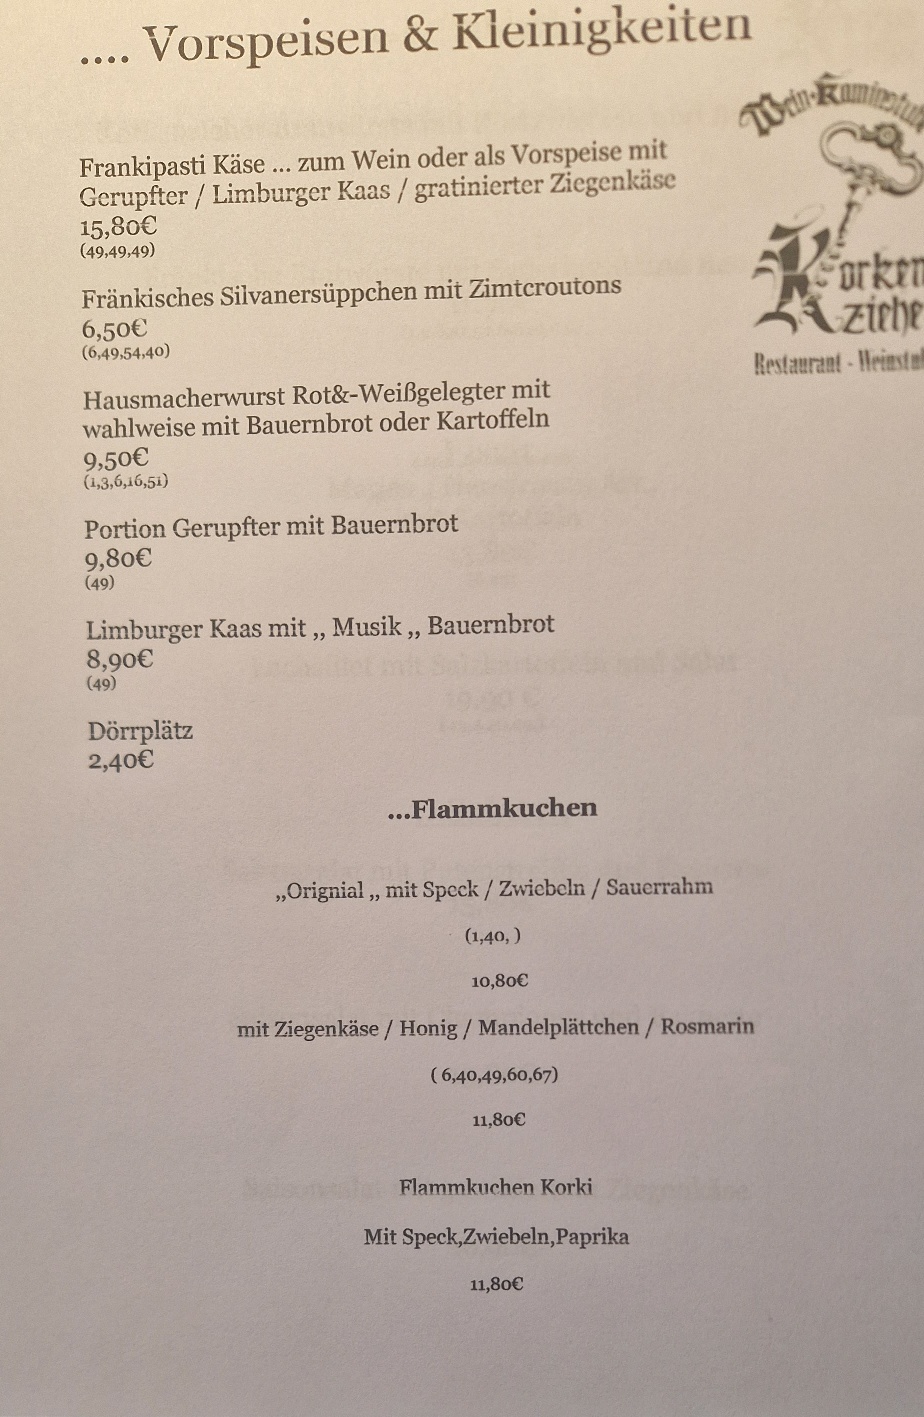 .... Vorspeisen & Kleinigkeiten
Wein-Kaminstub
Korken
ziehe
Restaurant - Weinstu
Frankipasti Käse ... zum Wein oder als Vorspeise mit
Gerupfter / Limburger Kaas / gratinierter Ziegenkäse
15,80€
(49,49,49)
Fränkisches Silvanersüppchen mit Zimtcroutons
6,50€
(6,49,54,40)
Hausmacherwurst Rot&-Weißgelegter mit
wahlweise mit Bauernbrot oder Kartoffeln
9,50€
(1,3,6,16,51)
Portion Gerupfter mit Bauernbrot
9,80€
(49)
Limburger Kaas mit ,, Musik ,, Bauernbrot
8,90€
(49)
Dörrplätz
2,40€
...Flammkuchen
,,Orignial ,, mit Speck / Zwiebeln / Sauerrahm
(1,40, )
10,80€
mit Ziegenkäse / Honig / Mandelplättchen / Rosmarin
( 6,40,49,60,67)
11,80€
Flammkuchen Korki
Mit Speck,Zwiebeln,Paprika
11,80€